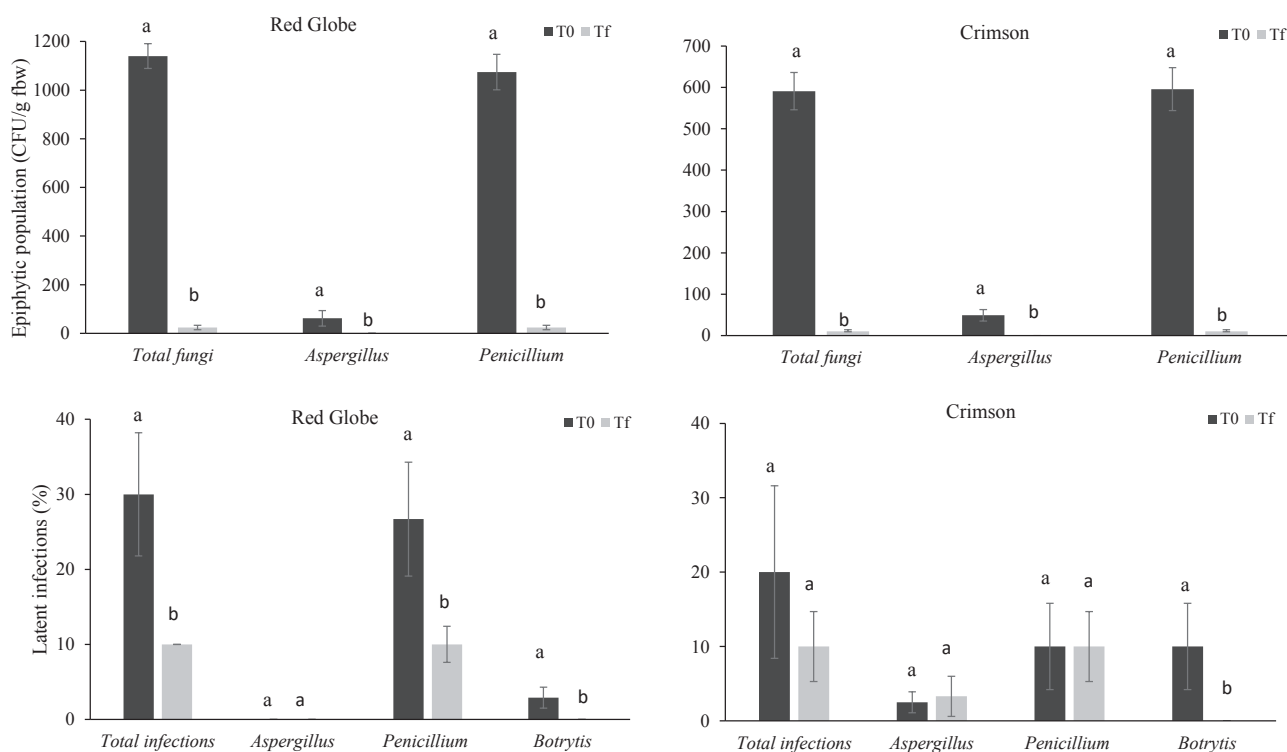 Red Globe
T0 Tf
Epiphytic population (CFU/g fbw)
1200
1000
800
600
400
200
0
a
b
a
b
a
b
Total fungi Aspergillus Penicillium
Crimson
T0 Tf
700
600
500
400
300
200
100
0
a
b
a
b
a
b
Total fungi Aspergillus Penicillium
Red Globe
T0 Tf
Latent infections (%)
40
30
20
10
0
a
b
a a
a
b
a
b
Total infections Aspergillus Penicillium Botrytis
Crimson
T0 Tf
40
30
20
10
0
a
a
a
a
a a
a
b
Total infections Aspergillus Penicillium Botrytis